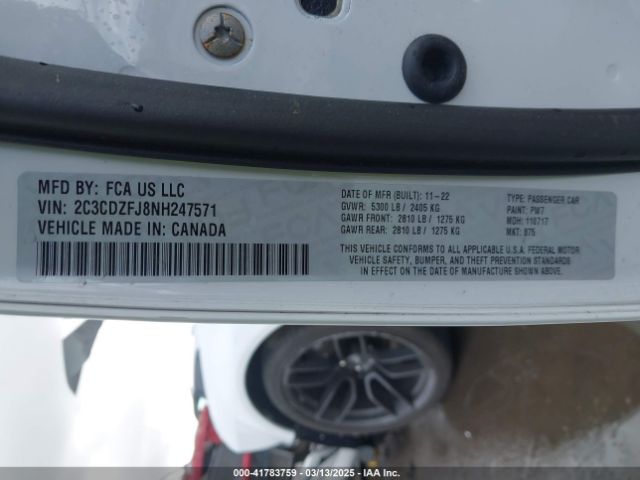 MFD BY: FCA US LLC
VIN: 2C3CDZFJ8NH247571
VEHICLE MADE IN: CANADA
DATE OF MFR (BUILT): 11-22
GVWR: 5300 LB / 2405 KG
GAWR FRONT: 2810 LB / 1275 KG
GAWR REAR: 2810 LB / 1275 KG
TYPE: PASSENGER CAR
PAINT: PW7
MDH: 110717
MKT: 875
THIS VEHICLE CONFORMS TO ALL APPLICABLE U.S.A. FEDERAL MOTOR
VEHICLE SAFETY, BUMPER, AND THEFT PREVENTION STANDARDS
IN EFFECT ON THE DATE OF MANUFACTURE SHOWN ABOVE.
000-41783759 - 03/13/2025 - IAAI.com